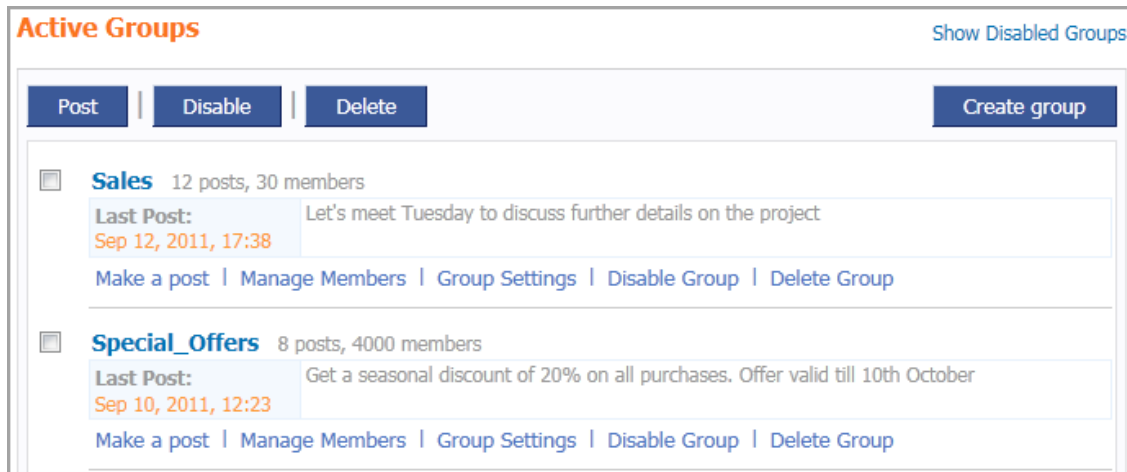 Active Groups
Show Disabled Groups
Post | Disable | Delete
Create group
Sales 12 posts, 30 members
Last Post:
Let's meet Tuesday to discuss further details on the project
Sep 12, 2011, 17:38
Make a post | Manage Members | Group Settings | Disable Group | Delete Group
Special_Offers 8 posts, 4000 members
Last Post:
Get a seasonal discount of 20% on all purchases. Offer valid till 10th October
Sep 10, 2011, 12:23
Make a post | Manage Members | Group Settings | Disable Group | Delete Group